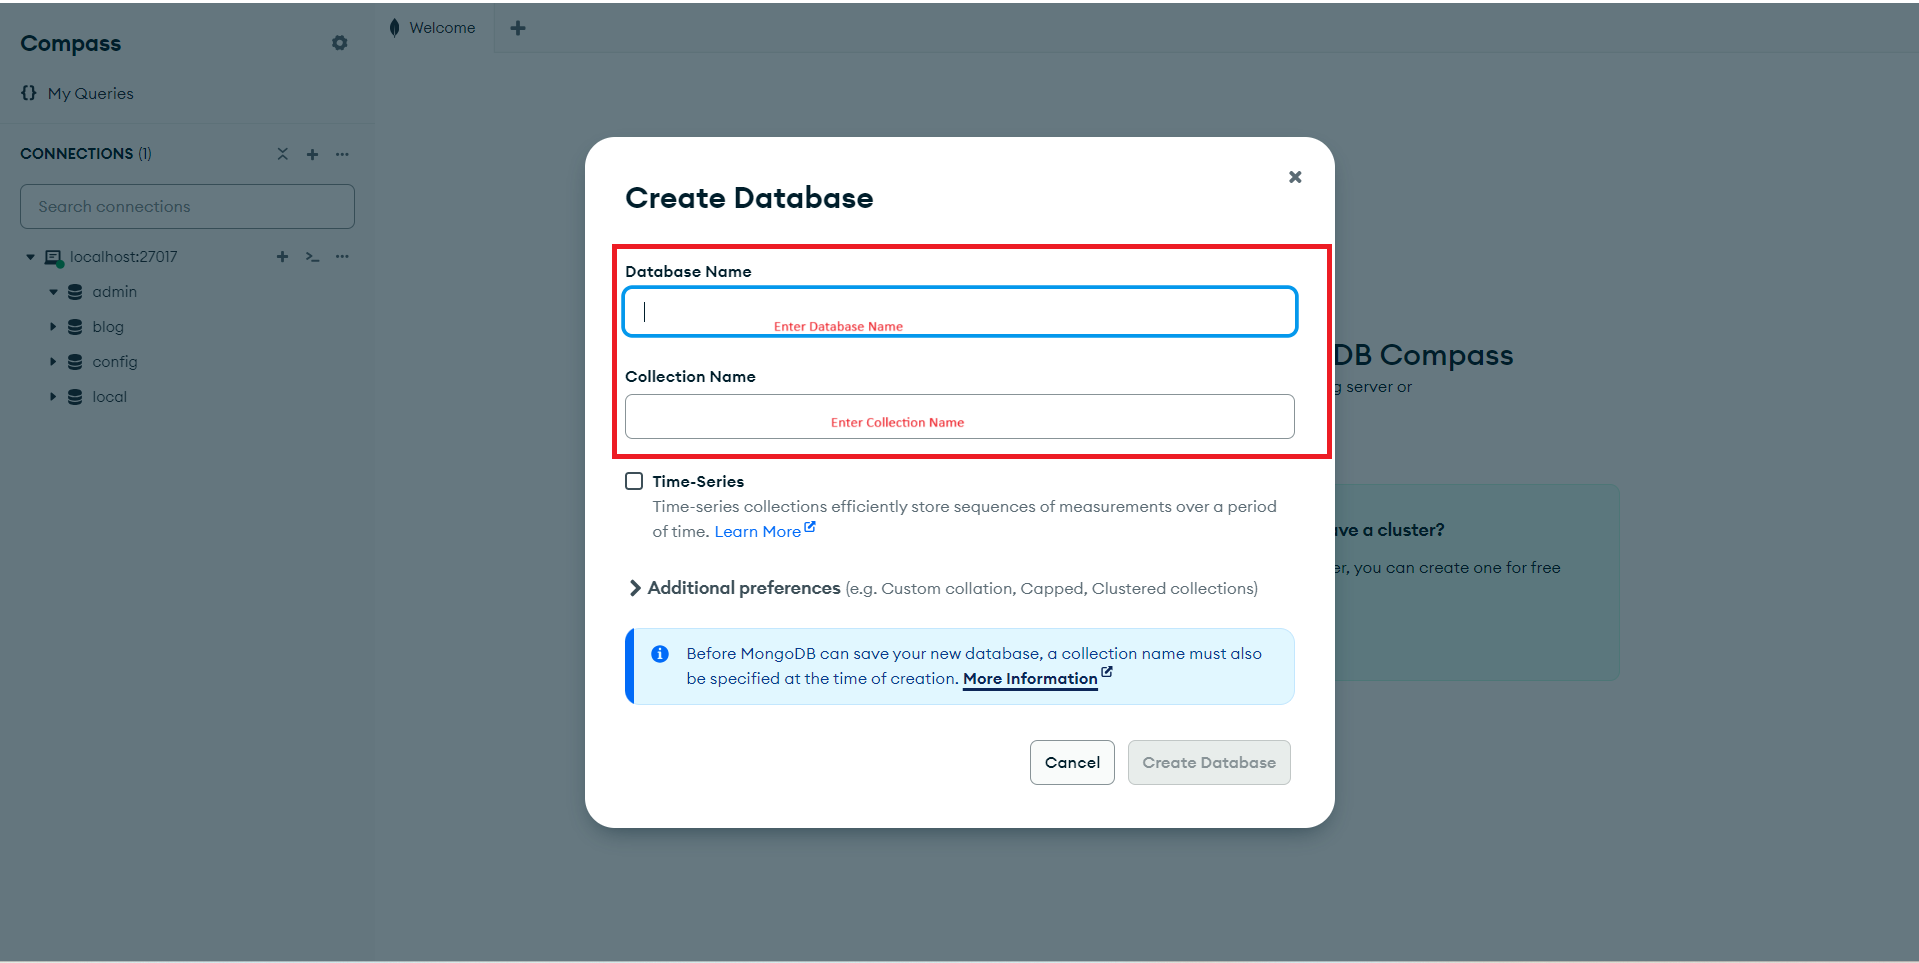 Compass
Welcome
{} My Queries
CONNECTIONS (1)
Search connections
localhost:27017
admin
blog
config
local
Create Database
Database Name
Enter Database Name
Collection Name
Enter Collection Name
Time-Series
Time-series collections efficiently store sequences of measurements over a period
of time. Learn More
Additional preferences (e.g. Custom collation, Capped, Clustered collections)
Before MongoDB can save your new database, a collection name must also
be specified at the time of creation. More Information
Cancel
Create Database
DB Compass
server or
a cluster?
you can create one for free